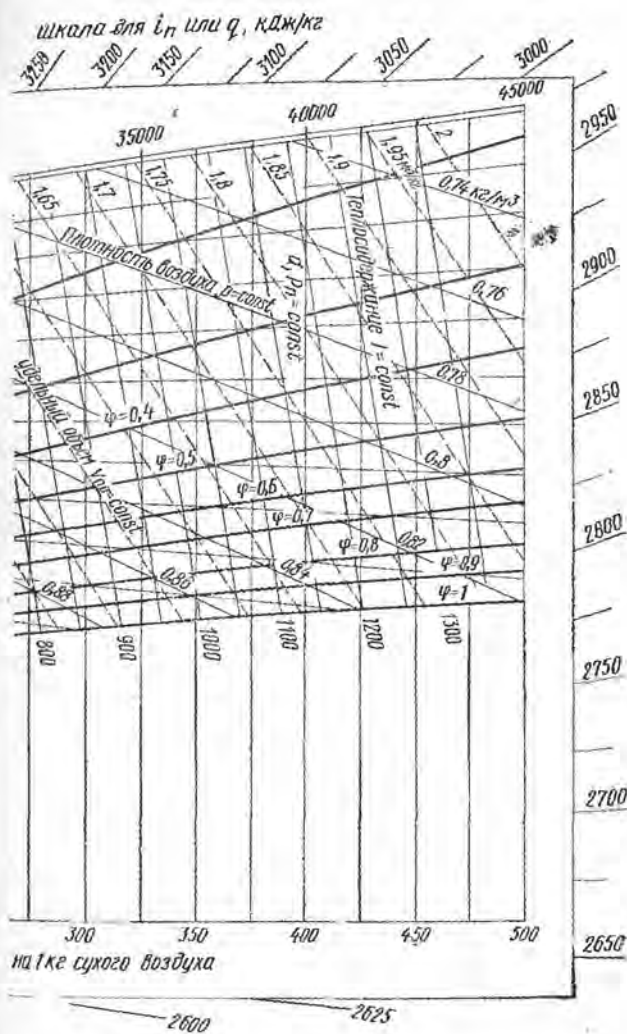 шкала для iп или q, кДж/кг
3250 3200 3150 3100 3050 3000
45000
40000
35000
2950
1,65 1,7 1,75 1,8 1,85 1,9 1,95 2
0,74 кг/м3
Плотность воздуха ρ=const
d, Pп = const
Теплосодержание I = const
2900
0,76
удельный объем Vпг=const
0,78
2850
φ=0,4
φ=0,5
0,8
φ=0,6
φ=0,7
2800
0,82
φ=0,8
φ=0,9
0,84
0,86
0,88
φ=1
800 900 1000 1100 1200 1300
2750
2700
300 350 400 450 500
2650
на 1 кг сухого воздуха
2600 2625